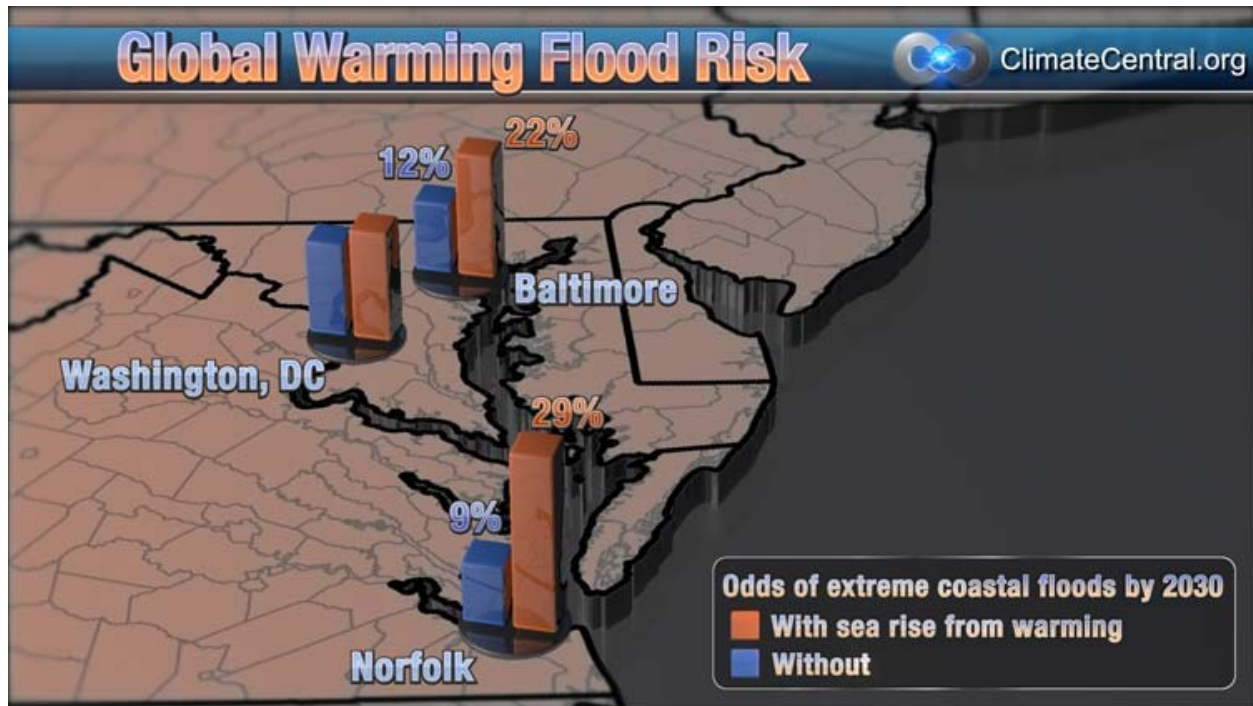 Global Warming Flood Risk
ClimateCentral.org
22%
12%
Baltimore
Washington, DC
29%
9%
Norfolk
Odds of extreme coastal floods by 2030
With sea rise from warming
Without